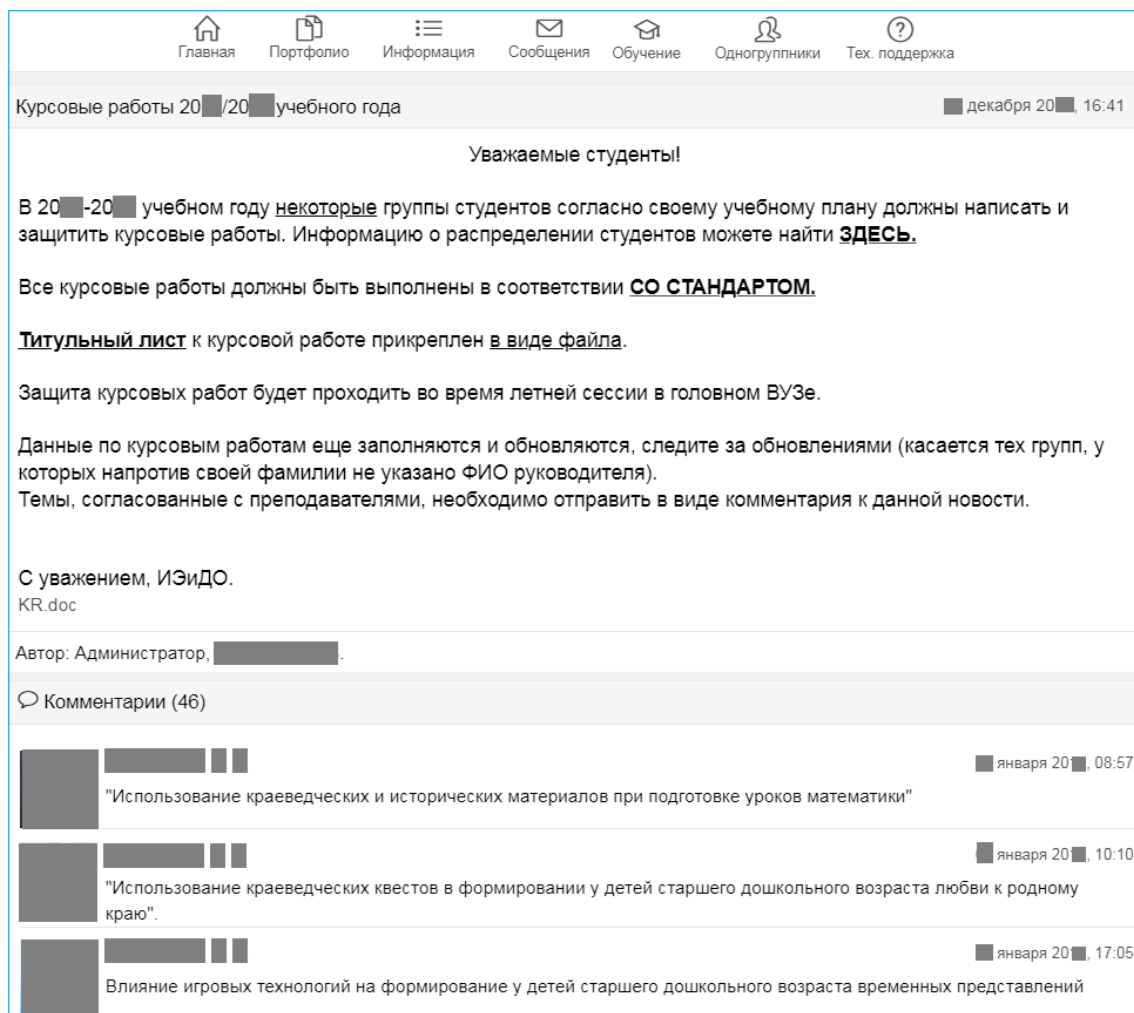 Главная Портфолио Информация Сообщения Обучение Одногруппники Тех. поддержка
Курсовые работы 20 /20 учебного года декабря 20 , 16:41
Уважаемые студенты!
В 20 -20 учебном году некоторые группы студентов согласно своему учебному плану должны написать и
защитить курсовые работы. Информацию о распределении студентов можете найти ЗДЕСЬ.
Все курсовые работы должны быть выполнены в соответствии СО СТАНДАРТОМ.
Титульный лист к курсовой работе прикреплен в виде файла.
Защита курсовых работ будет проходить во время летней сессии в головном ВУЗе.
Данные по курсовым работам еще заполняются и обновляются, следите за обновлениями (касается тех групп, у
которых напротив своей фамилии не указано ФИО руководителя).
Темы, согласованные с преподавателями, необходимо отправить в виде комментария к данной новости.
С уважением, ИЭиДО.
KR.doc
Автор: Администратор, .
Комментарии (46)
января 201 , 08:57
"Использование краеведческих и исторических материалов при подготовке уроков математики"
января 201 , 10:10
"Использование краеведческих квестов в формировании у детей старшего дошкольного возраста любви к родному
краю".
января 201 , 17:05
Влияние игровых технологий на формирование у детей старшего дошкольного возраста временных представлений